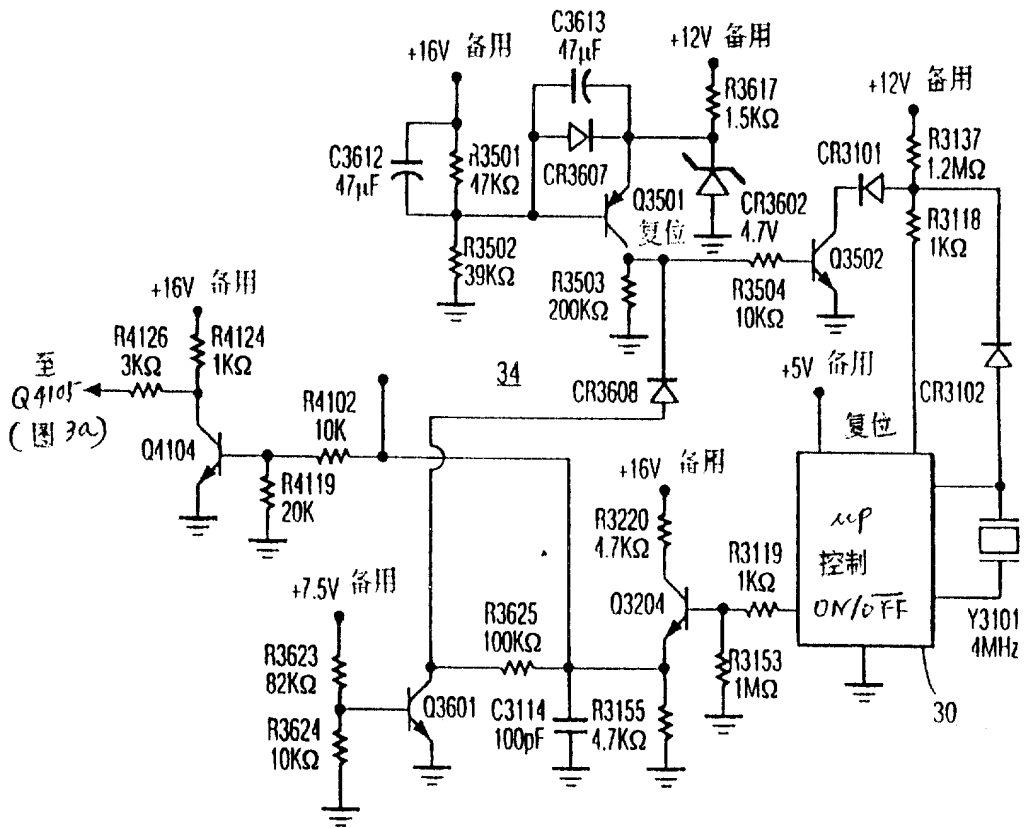 C3613
47µF
+16V 备用
+12V 备用
R3617
1.5KΩ
+12V 备用
C3612
47µF
R3501
47KΩ
CR3607
CR3101
R3137
1.2MΩ
Q3501
复位
CR3602
4.7V
R3118
1KΩ
R3502
39KΩ
Q3502
+16V 备用
R3503
200KΩ
R3504
10KΩ
R4126
3KΩ
R4124
1KΩ
至
Q4105
(图 3a)
34
CR3608
+5V 备用
CR3102
R4102
10K
复位
Q4104
R4119
20K
+16V 备用
R3220
4.7KΩ
µP
控制
ON/OFF
R3119
1KΩ
+7.5V 备用
Q3204
Y3101
4MHz
R3625
100KΩ
R3623
82KΩ
R3153
1MΩ
30
Q3601
C3114
100pF
R3155
4.7KΩ
R3624
10KΩ